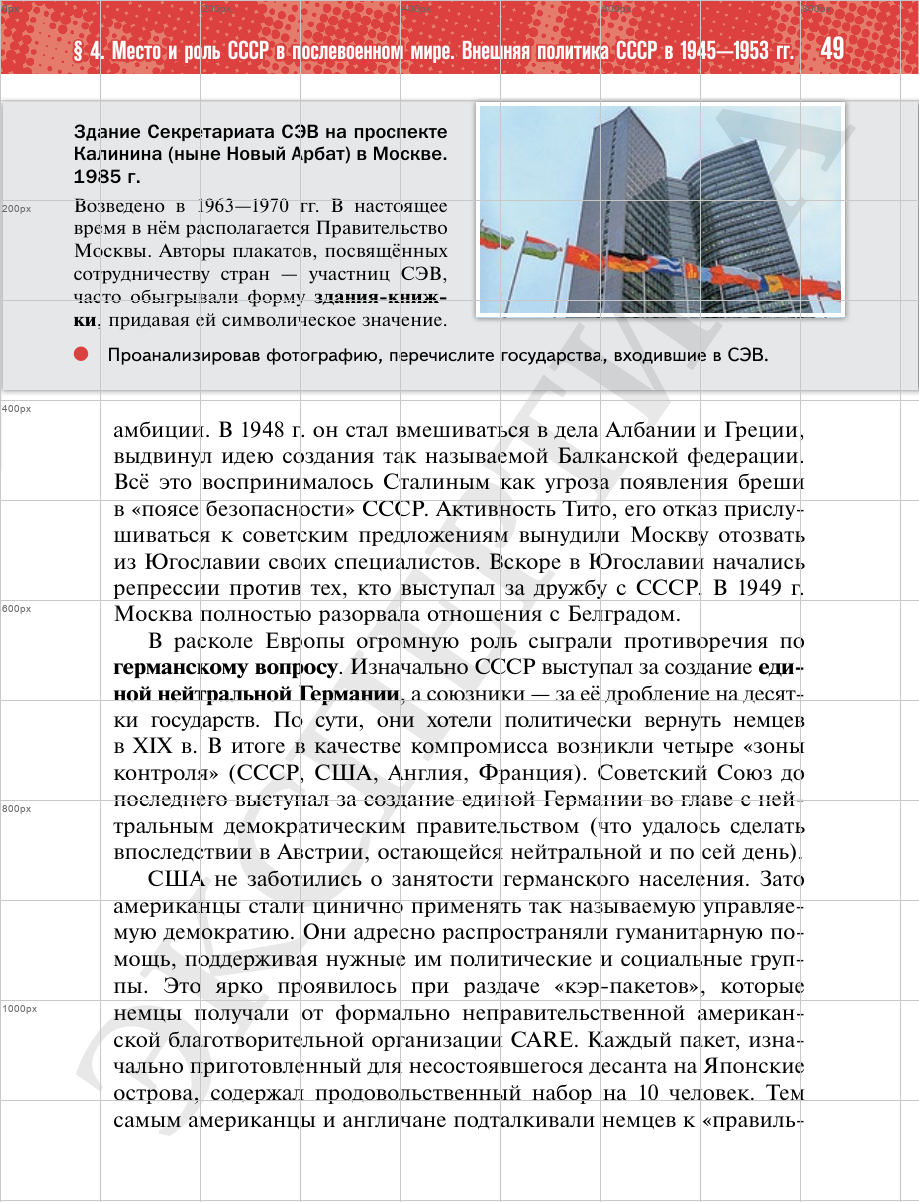 § 4. Место и роль СССР в послевоенном мире. Внешняя политика СССР в 1945—1953 гг. 49
Здание Секретариата СЭВ на проспекте
Калинина (ныне Новый Арбат) в Москве.
1985 г.
Возведено в 1963—1970 гг. В настоящее
время в нём располагается Правительство
Москвы. Авторы плакатов, посвящённых
сотрудничеству стран — участниц СЭВ,
часто обыгрывали форму здания-книж-
ки, придавая ей символическое значение.
Проанализировав фотографию, перечислите государства, входившие в СЭВ.
амбиции. В 1948 г. он стал вмешиваться в дела Албании и Греции,
выдвинул идею создания так называемой Балканской федерации.
Всё это воспринималось Сталиным как угроза появления бреши
в «поясе безопасности» СССР. Активность Тито, его отказ прислу-
шиваться к советским предложениям вынудили Москву отозвать
из Югославии своих специалистов. Вскоре в Югославии начались
репрессии против тех, кто выступал за дружбу с СССР. В 1949 г.
Москва полностью разорвала отношения с Белградом.
В расколе Европы огромную роль сыграли противоречия по
германскому вопросу. Изначально СССР выступал за создание еди-
ной нейтральной Германии, а союзники — за её дробление на десят-
ки государств. По сути, они хотели политически вернуть немцев
в XIX в. В итоге в качестве компромисса возникли четыре «зоны
контроля» (СССР, США, Англия, Франция). Советский Союз до
последнего выступал за создание единой Германии во главе с ней-
тральным демократическим правительством (что удалось сделать
впоследствии в Австрии, остающейся нейтральной и по сей день).
США не заботились о занятости германского населения. Зато
американцы стали цинично применять так называемую управляе-
мую демократию. Они адресно распространяли гуманитарную по-
мощь, поддерживая нужные им политические и социальные груп-
пы. Это ярко проявилось при раздаче «кэр-пакетов», которые
немцы получали от формально неправительственной американ-
ской благотворительной организации CARE. Каждый пакет, изна-
чально приготовленный для несостоявшегося десанта на Японские
острова, содержал продовольственный набор на 10 человек. Тем
самым американцы и англичане подталкивали немцев к «правиль-
ЭКСПЕРТИЗА
200px
400px
600px
800px
1000px